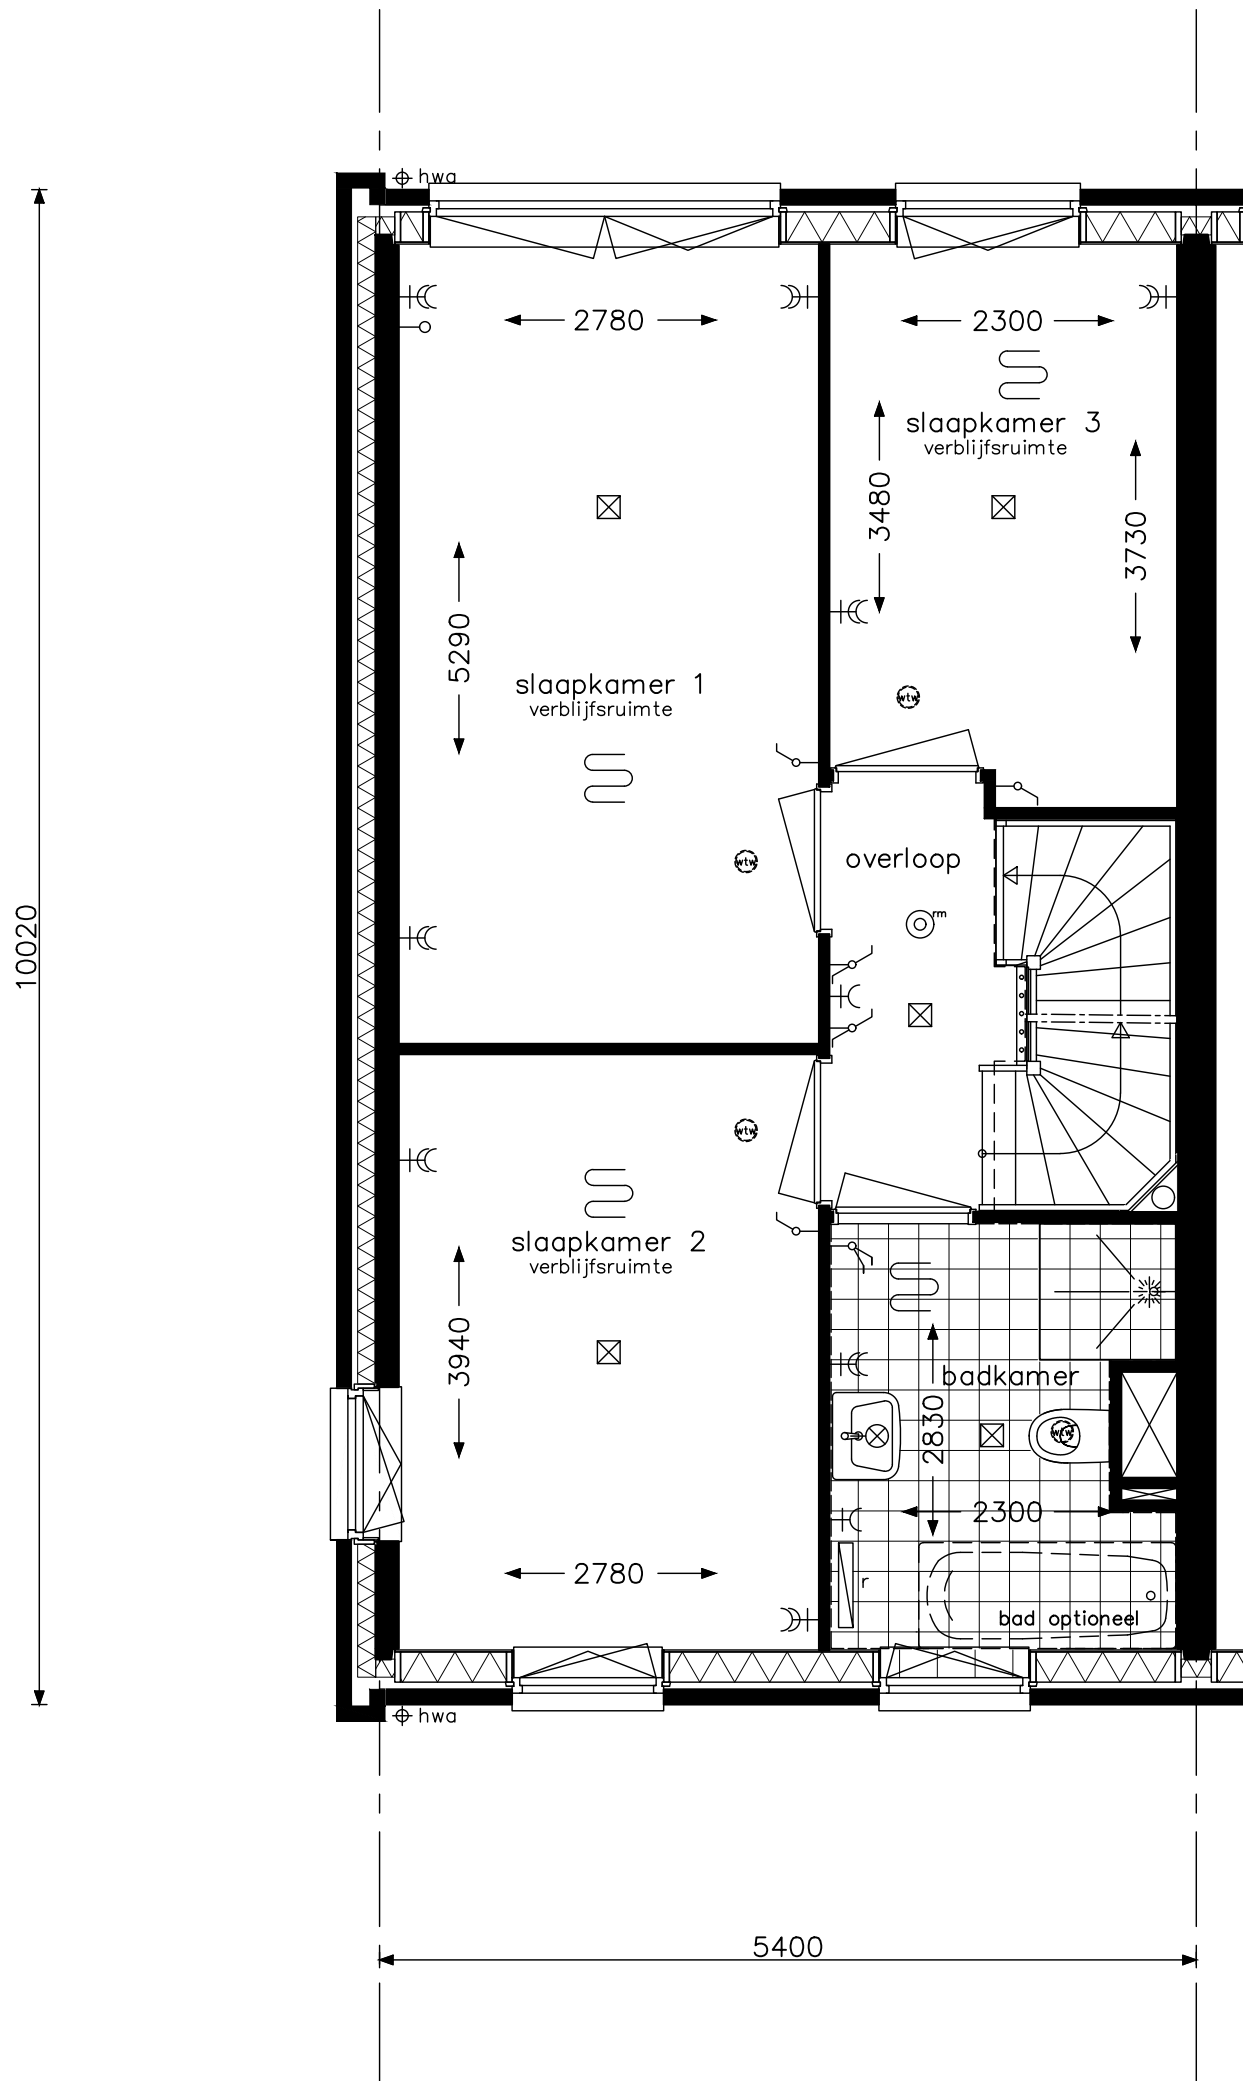 hwa
2780
2300
slaapkamer 3
verblijfsruimte
3480
3730
5290
slaapkamer 1
verblijfsruimte
wtw
wtw
overloop
rm
10020
wtw
slaapkamer 2
verblijfsruimte
3940
badkamer
2830
wtw
2300
2780
r
bad optioneel
hwa
5400